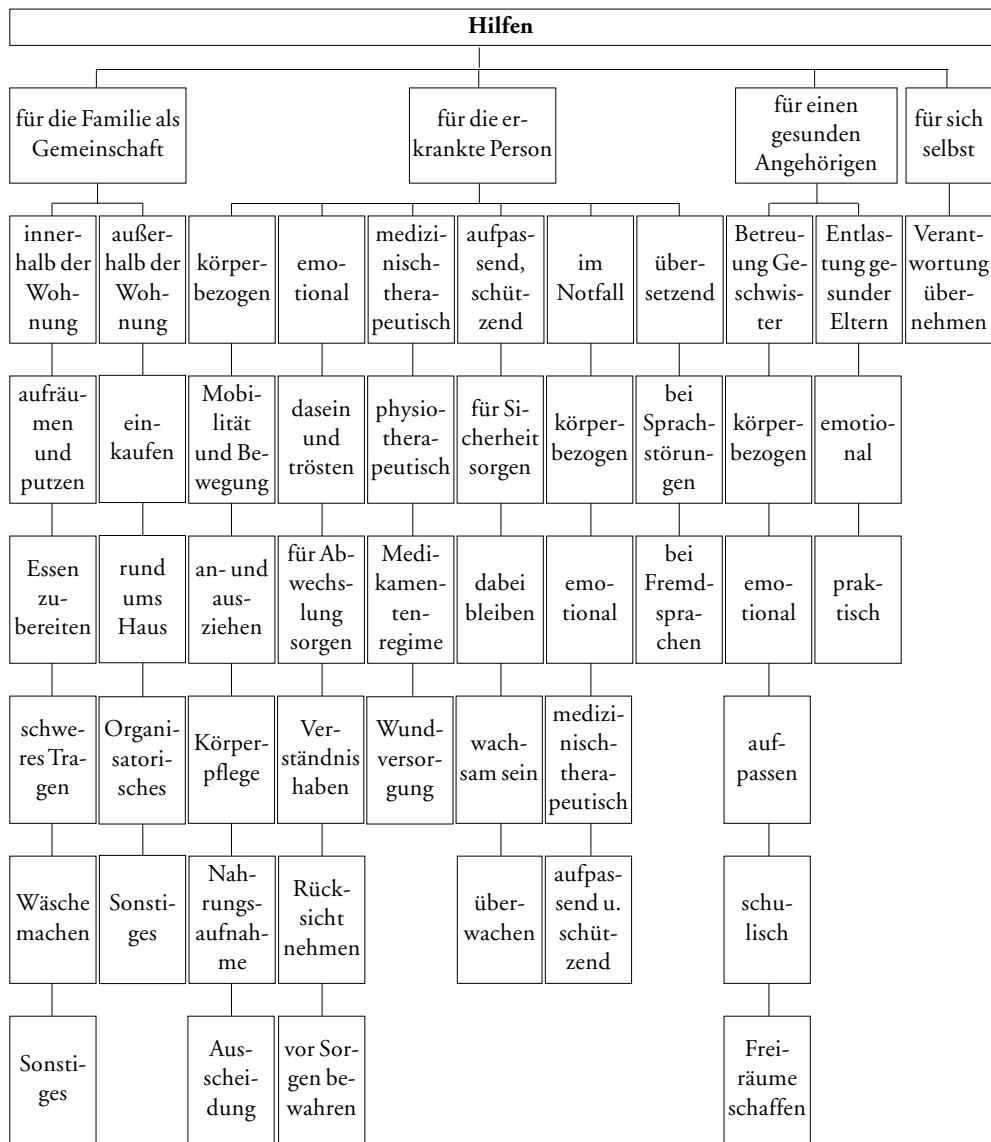 Hilfen
für die Familie als
Gemeinschaft
für die er-
krankte Person
für einen
gesunden
Angehörigen
für sich
selbst
inner-
halb der
Woh-
nung
außer-
halb der
Woh-
nung
körper-
bezogen
emo-
tional
medizi-
nisch-
thera-
peutisch
aufpas-
send,
schüt-
zend
im
Notfall
über-
setzend
Betreu-
ung Ge-
schwis-
ter
Entlas-
tung ge-
sunder
Eltern
Verant-
wortung
über-
nehmen
aufräu-
men
und
putzen
ein-
kaufen
Mobi-
lität
und Be-
wegung
dasein
und
trösten
physio-
thera-
peutisch
für Si-
cherheit
sorgen
körper-
bezogen
bei
Sprach-
störun-
gen
körper-
bezogen
emotio-
nal
Essen
zu-
bereiten
rund
ums
Haus
an- und
aus-
ziehen
für Ab-
wechs-
lung
sorgen
Medi-
kamen-
ten-
regime
dabei
bleiben
emo-
tional
bei
Fremd-
spra-
chen
emo-
tional
prak-
tisch
schwe-
res Tra-
gen
Organi-
satori-
sches
Körper-
pflege
Ver-
ständnis
haben
Wund-
versor-
gung
wach-
sam sein
medizi-
nisch-
thera-
peutisch
auf-
passen
Wäsche
machen
Sonsti-
ges
Nah-
rungs-
aufnah-
me
Rück-
sicht
nehmen
über-
wachen
aufpas-
send u.
schüt-
zend
schu-
lisch
Sonsti-
ges
Aus-
schei-
dung
vor Sor-
gen be-
wahren
Frei-
räume
schaffen